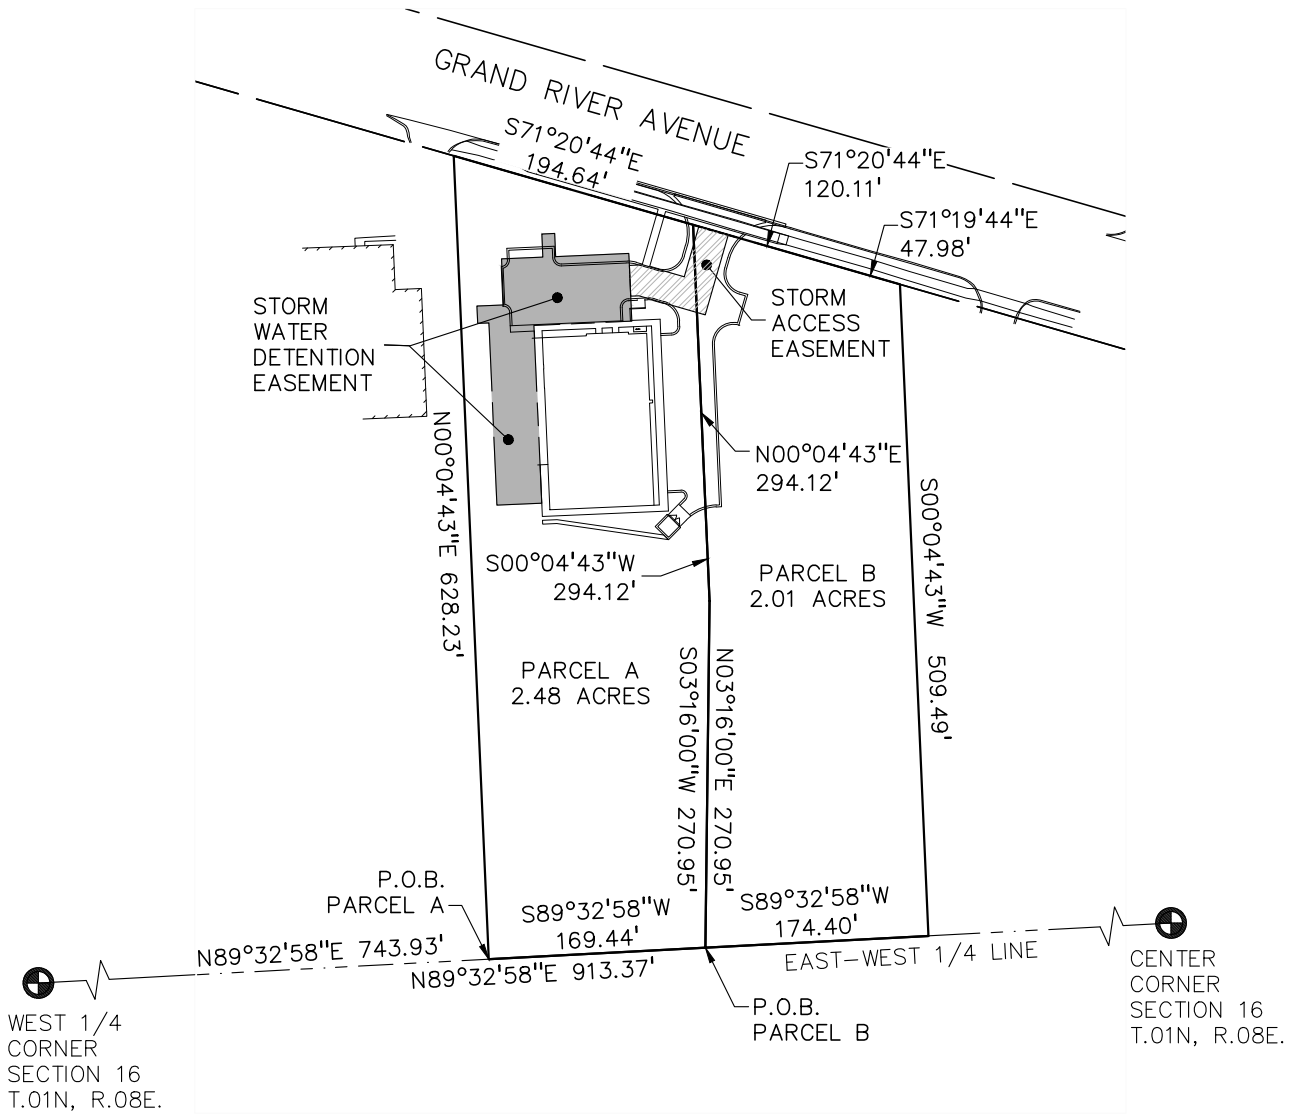 GRAND RIVER AVENUE
S71°20'44"E
194.64'
S71°20'44"E
120.11'
S71°19'44"E
47.98'
STORM
WATER
DETENTION
EASEMENT
STORM
ACCESS
EASEMENT
N00°04'43"E 628.23'
N00°04'43"E
294.12'
S00°04'43"W 509.49'
S00°04'43"W
294.12'
PARCEL B
2.01 ACRES
PARCEL A
2.48 ACRES
S03°16'00"W 270.95'
N03°16'00"E 270.95'
P.O.B.
PARCEL A
S89°32'58"W
169.44'
S89°32'58"W
174.40'
N89°32'58"E 743.93'
N89°32'58"E 913.37'
EAST-WEST 1/4 LINE
P.O.B.
PARCEL B
WEST 1/4
CORNER
SECTION 16
T.01N, R.08E.
CENTER
CORNER
SECTION 16
T.01N, R.08E.